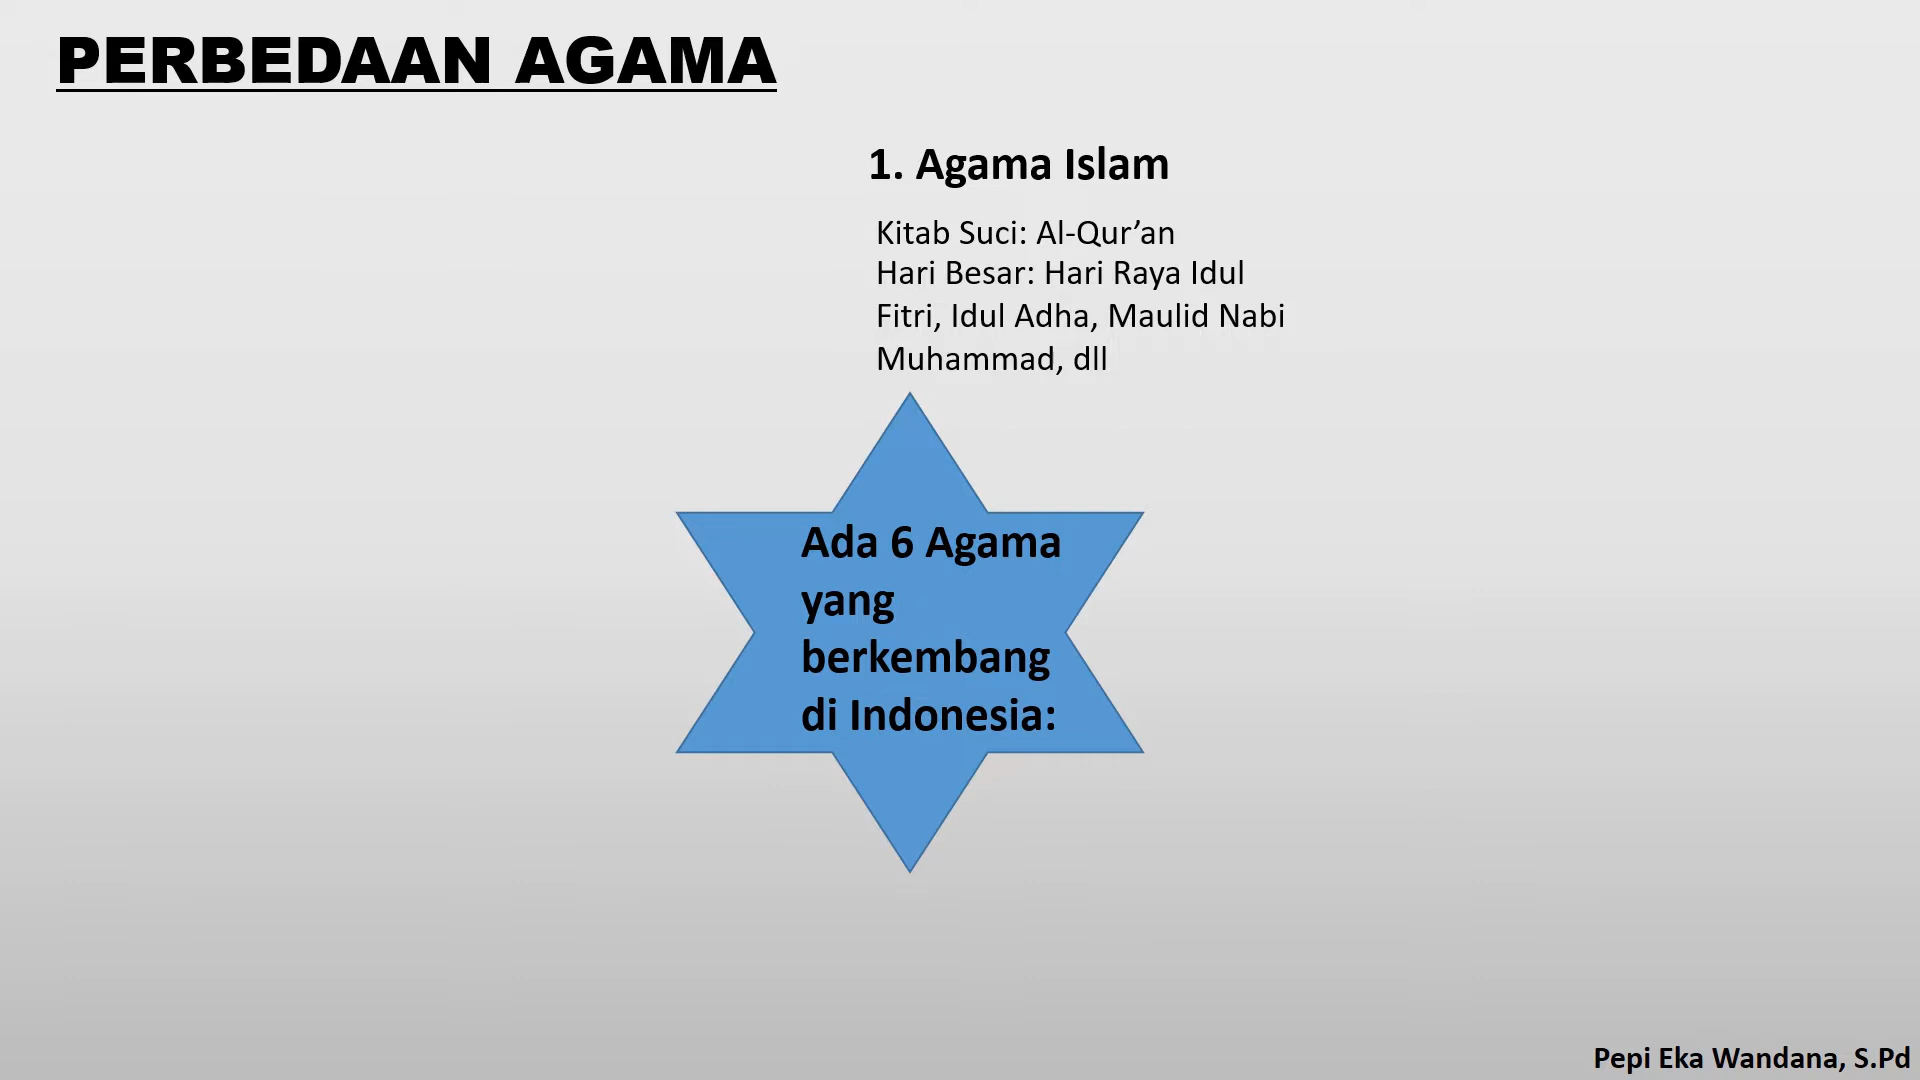 PERBEDAAN AGAMA
1. Agama Islam
Kitab Suci: Al-Qur’an
Hari Besar: Hari Raya Idul
Fitri, Idul Adha, Maulid Nabi
Muhammad, dll
Ada 6 Agama
yang
berkembang
di Indonesia:
Pepi Eka Wandana, S.Pd